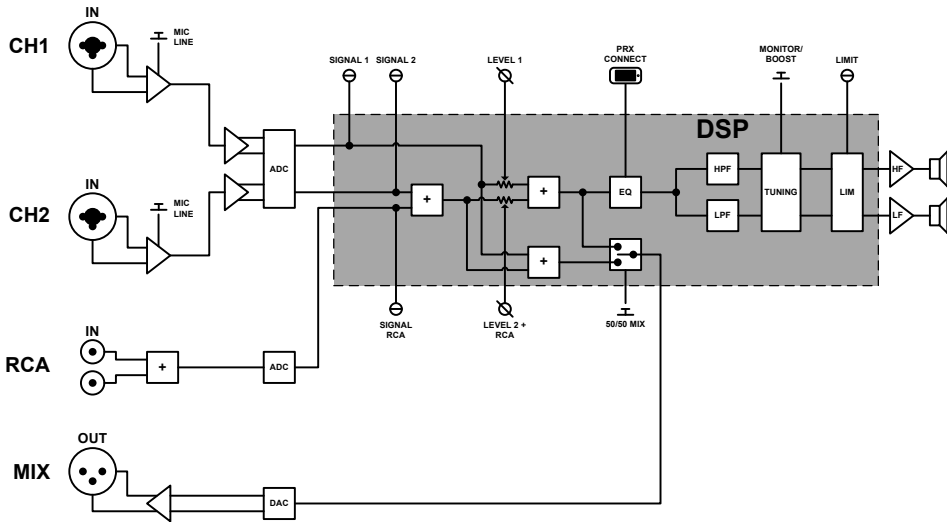 IN
CH1
MIC
LINE
SIGNAL 1
SIGNAL 2
LEVEL 1
PRX
CONNECT
MONITOR/
BOOST
LIMIT
DSP
ADC
IN
CH2
MIC
LINE
+
+
EQ
HPF
LPF
TUNING
LIM
HF
LF
+
SIGNAL
RCA
LEVEL 2 +
RCA
50/50 MIX
IN
RCA
+
ADC
OUT
MIX
DAC